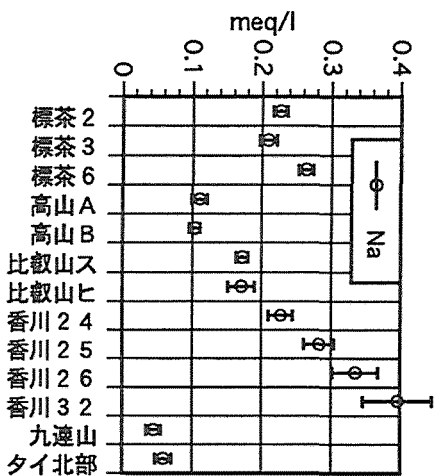 meq/l
0 0.1 0.2 0.3 0.4
標茶2
標茶3
標茶6
高山A
高山B
比叡山ス
比叡山ヒ
香川24
香川25
香川26
香川32
九連山
タイ北部
Na